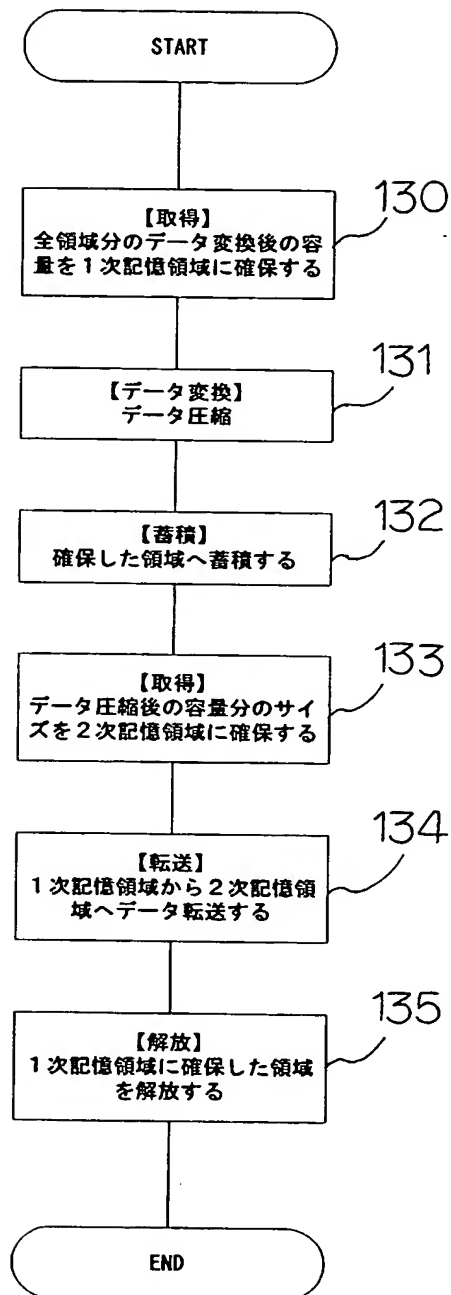 START
【取得】
130
全領域分のデータ変換後の容
量を1次記憶領域に確保する
【データ変換】
131
データ圧縮
【蓄積】
132
確保した領域へ蓄積する
【取得】
133
データ圧縮後の容量分のサイ
ズを2次記憶領域に確保する
【転送】
134
1次記憶領域から2次記憶領
域へデータ転送する
【解放】
135
1次記憶領域に確保した領域
を解放する
END